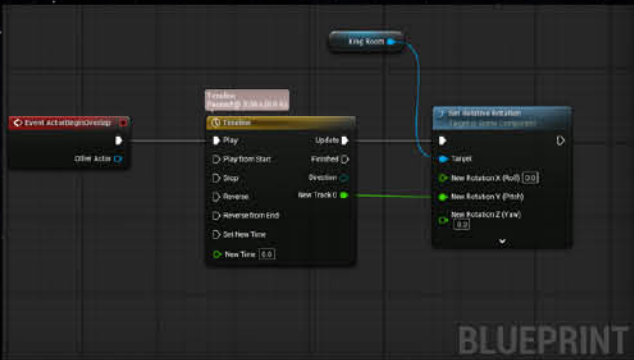 King Room
Timeline
Event ActorBeginOverlap
Timeline
Set Relative Rotation
Target is Scene Component
Play
Update
Other Actor
Play from Start
Finished
Target
Stop
Direction
New Rotation X (Roll) 0.0
Reverse
New Track 0
New Rotation Y (Pitch)
Reverse from End
New Rotation Z (Yaw)
0.0
Set New Time
New Time 0.0
BLUEPRINT